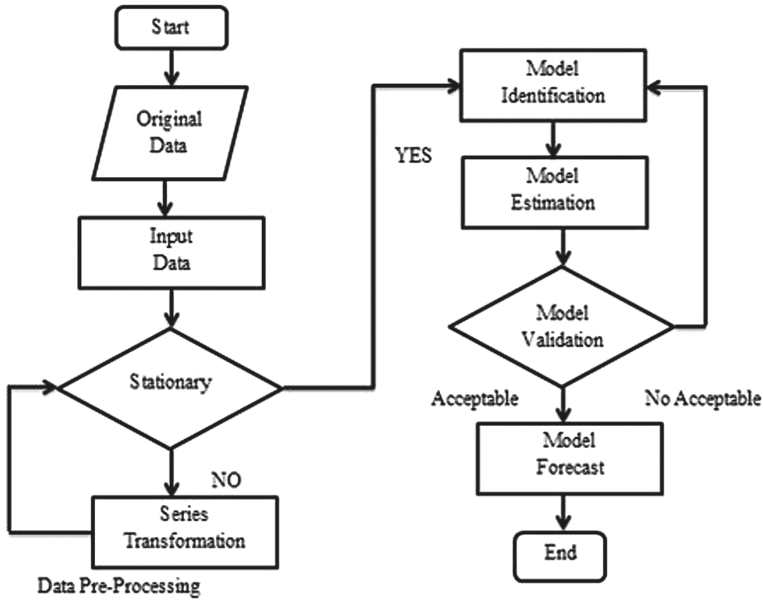 Start
Original
Data
Input
Data
Stationary
NO
Series
Transformation
Data Pre-Processing
YES
Model
Identification
Model
Estimation
Model
Validation
Acceptable
No Acceptable
Model
Forecast
End